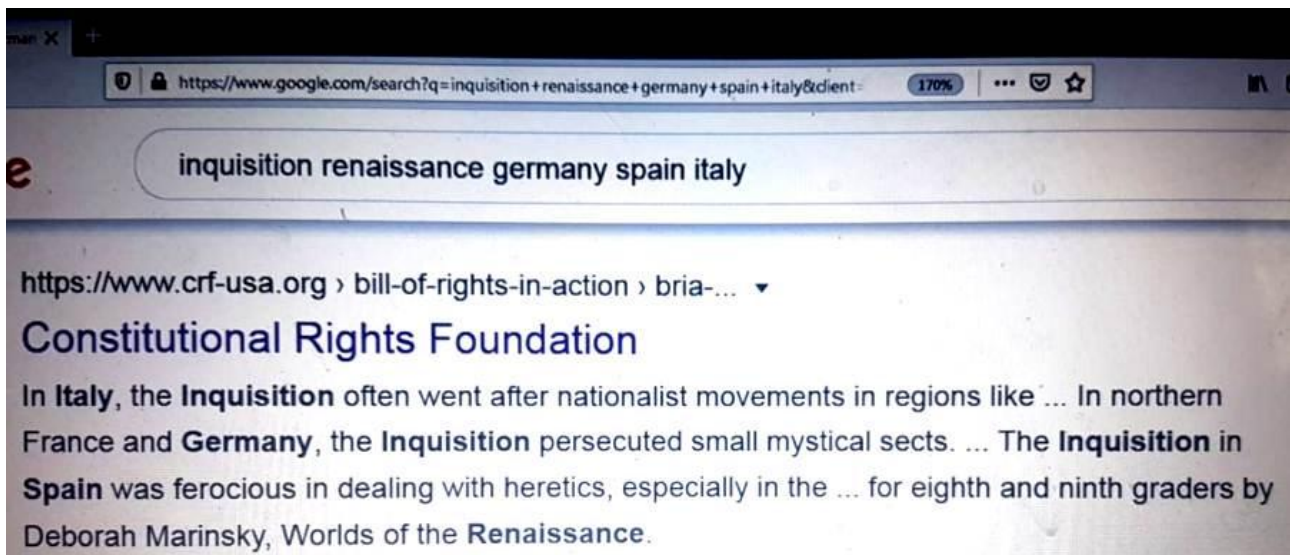 man X +
https://www.google.com/search?q=inquisition+renaissance+germany+spain+italy&client= 170% ...
e inquisition renaissance germany spain italy
https://www.crf-usa.org › bill-of-rights-in-action › bria-...
Constitutional Rights Foundation
In Italy, the Inquisition often went after nationalist movements in regions like ... In northern
France and Germany, the Inquisition persecuted small mystical sects. ... The Inquisition in
Spain was ferocious in dealing with heretics, especially in the ... for eighth and ninth graders by
Deborah Marinsky, Worlds of the Renaissance.